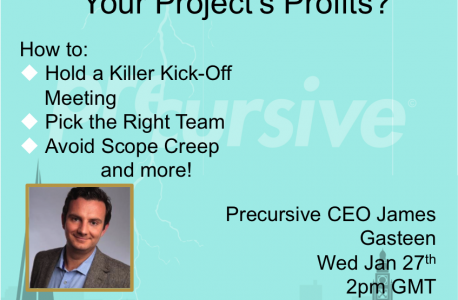 Your Project's Profits?
How to:
Hold a Killer Kick-Off
Meeting
Pick the Right Team
Avoid Scope Creep
and more!
precursive
Precursive CEO James
Gasteen
Wed Jan 27th
2pm GMT